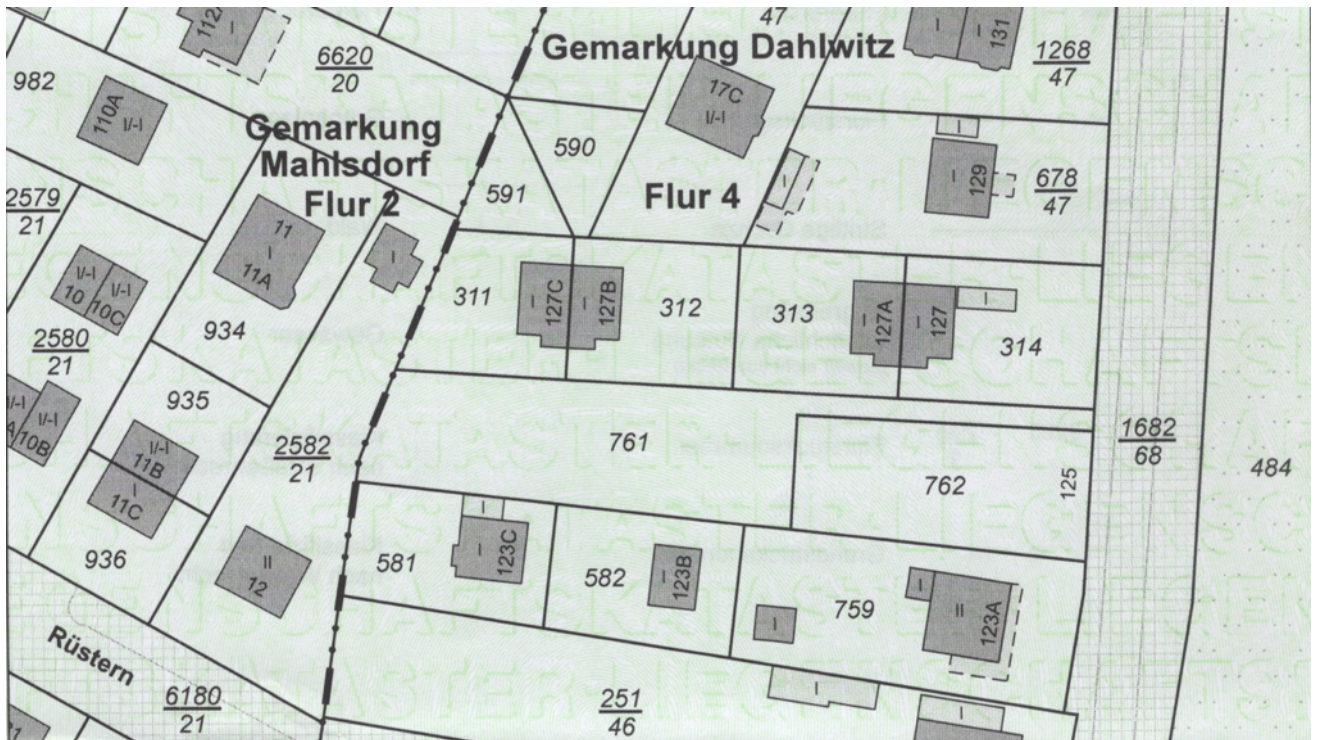 47
Gemarkung Dahlwitz
I
131
1268
47
112A
I
6620
20
982
110A
I/-I
17C
I/-I
Gemarkung
Mahlsdorf
Flur 2
590
591
Flur 4
I
I
I
129
678
47
2579
21
11
I
11A
I
I/-I
10
I/-I
10C
311
I
127C
I
127B
312
313
I
127A
I
127
I
314
934
2580
21
935
I/-I
I/-I
10B
I/-I
11B
I
11C
2582
21
761
762
125
1682
68
484
936
II
12
581
I
I
123C
582
I
123B
I
759
I
II
123A
Rüstern
6180
21
251
46
I
I